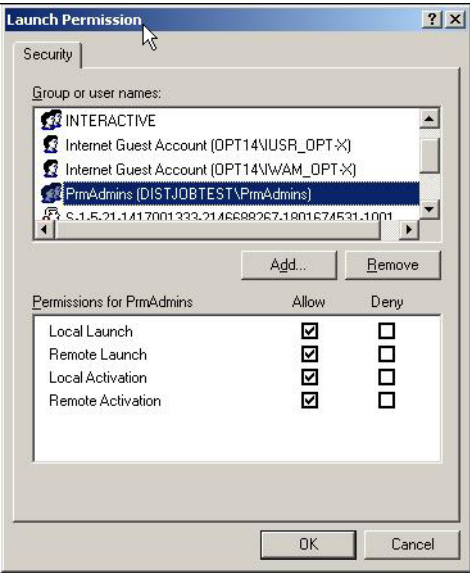 Launch Permission
Security
Group or user names:
INTERACTIVE
Internet Guest Account (OPT14\IUSR_OPT-X)
Internet Guest Account (OPT14\IWAM_OPT-X)
PrmAdmins (DISTJOBTEST\PrmAdmins)
S-1-5-21-1417001333-2146688267-1801674531-1001
Add... Remove
Permissions for PrmAdmins Allow Deny
Local Launch
Remote Launch
Local Activation
Remote Activation
OK Cancel